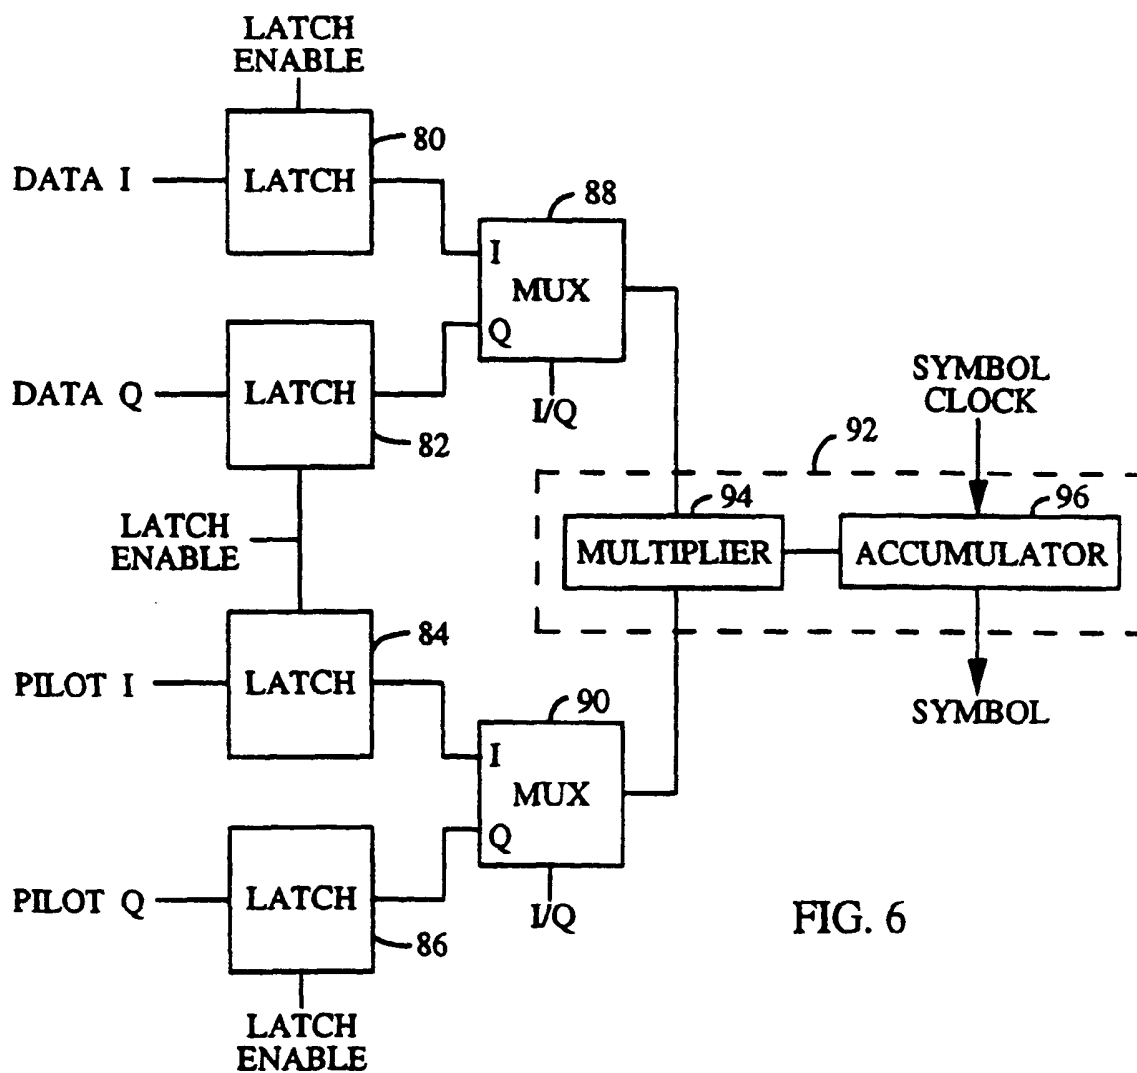 LATCH
ENABLE
80
DATA I
LATCH
88
I
MUX
Q
I/Q
DATA Q
LATCH
82
SYMBOL
CLOCK
92
LATCH
ENABLE
94
96
MULTIPLIER
ACCUMULATOR
84
PILOT I
LATCH
SYMBOL
90
I
MUX
Q
I/Q
PILOT Q
LATCH
86
FIG. 6
LATCH
ENABLE